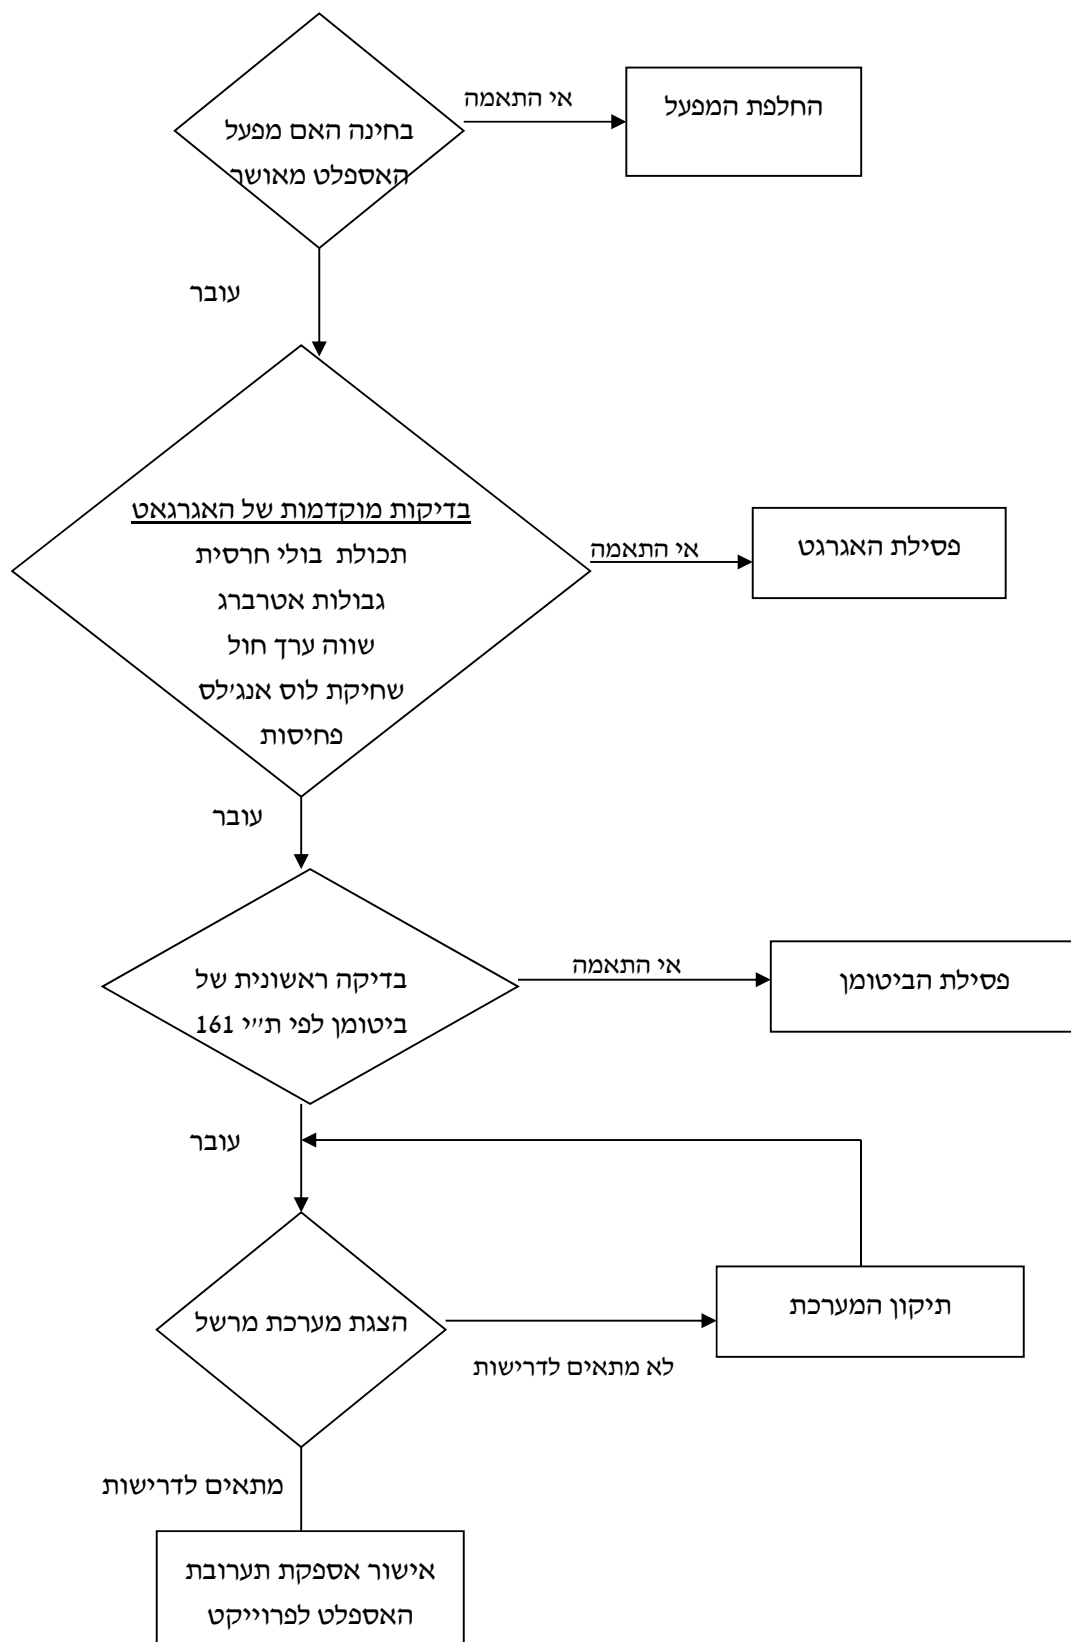 החלפת המפעל
אי התאמה
בחינה האם מפעל
האספלט מאושר
עובר
בדיקות מוקדמות של האגרגאט
תכולת בולי חרסית
גבולות אטרברג
שווה ערך חול
שחיקת לוס אנג'לס
פחיסות
אי התאמה
פסילת האגרגט
עובר
בדיקה ראשונית של
ביטומן לפי ת"י 161
אי התאמה
פסילת הביטומן
עובר
הצגת מערכת מרשל
לא מתאים לדרישות
תיקון המערכת
מתאים לדרישות
אישור אספקת תערובת
האספלט לפרוייקט